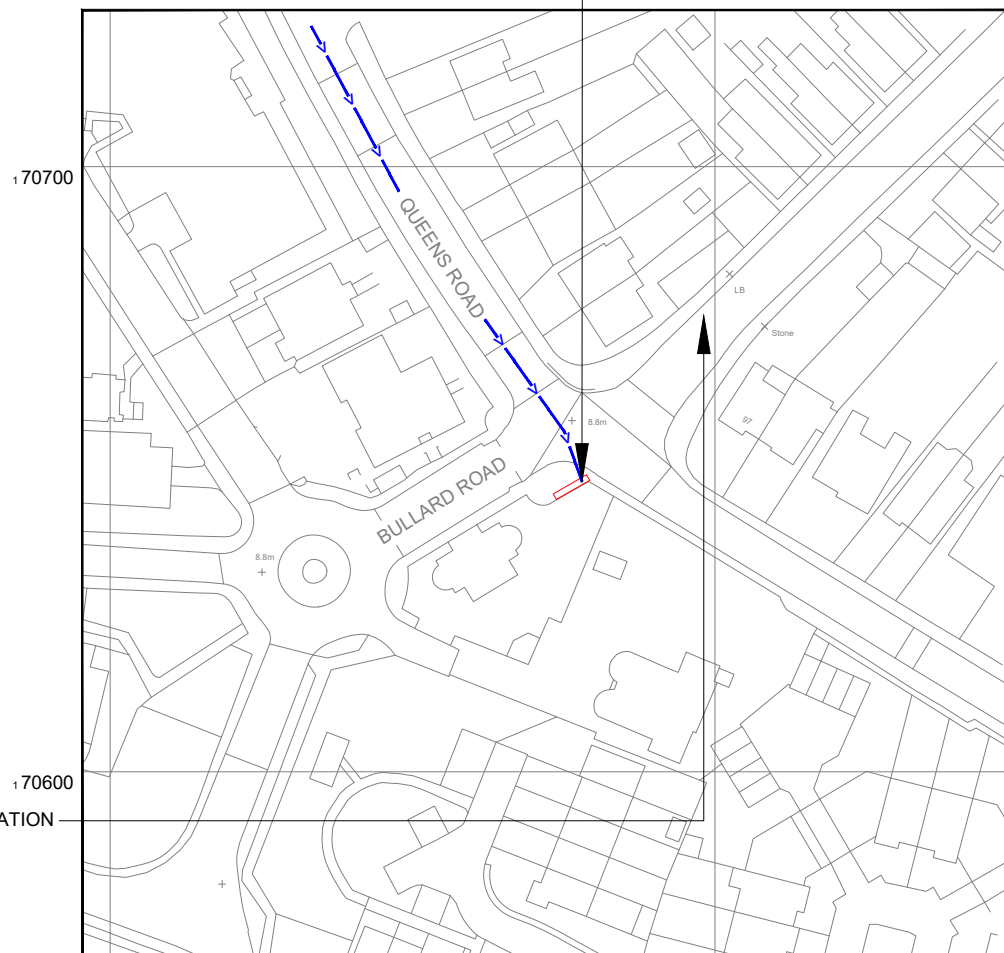 170700
QUEENS ROAD
LB
Stone
97
8.8m
BULLARD ROAD
8.8m
170600
ATION